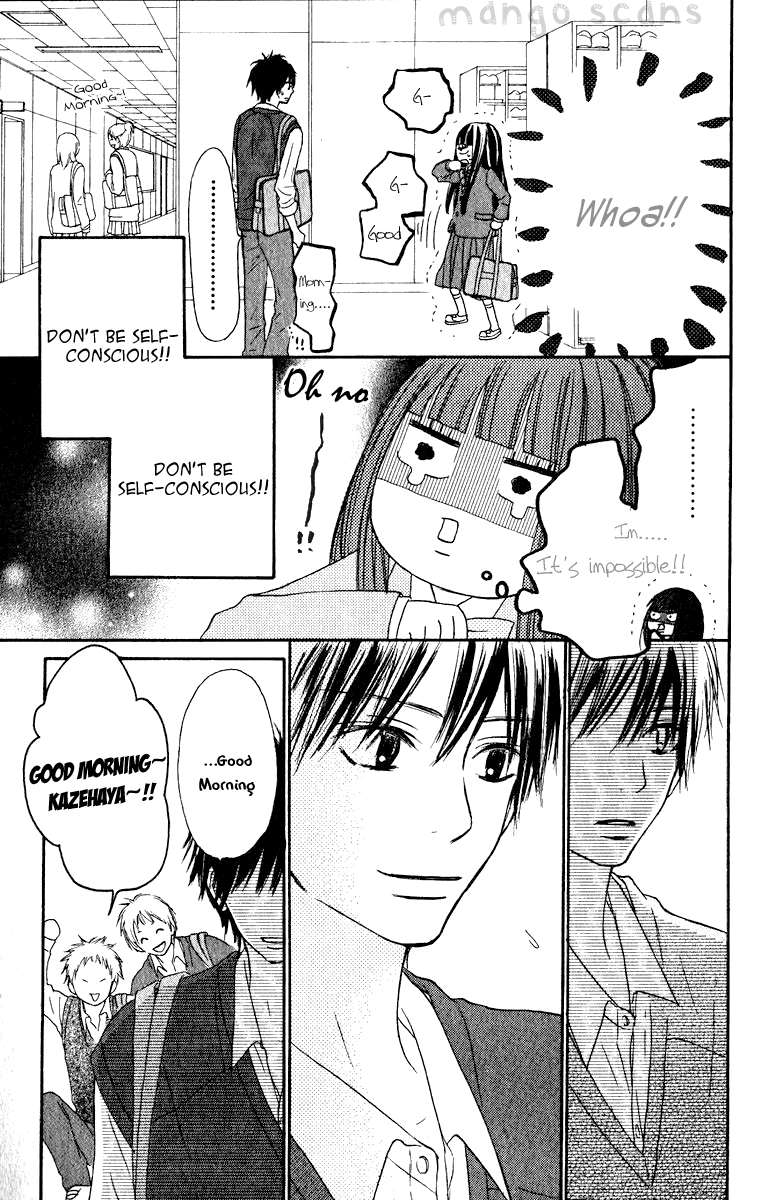 mango scans
Whoa!!
G-
G-
Good
Morn-
ing.....
!!
..........
Good
Morning~!
DON'T BE SELF-
CONSCIOUS!!
DON'T BE
SELF-CONSCIOUS!!
Oh no
!!
..........
Im.....
It's impossible!!
...Good
Morning
GOOD MORNING~
KAZEHAYA~!!